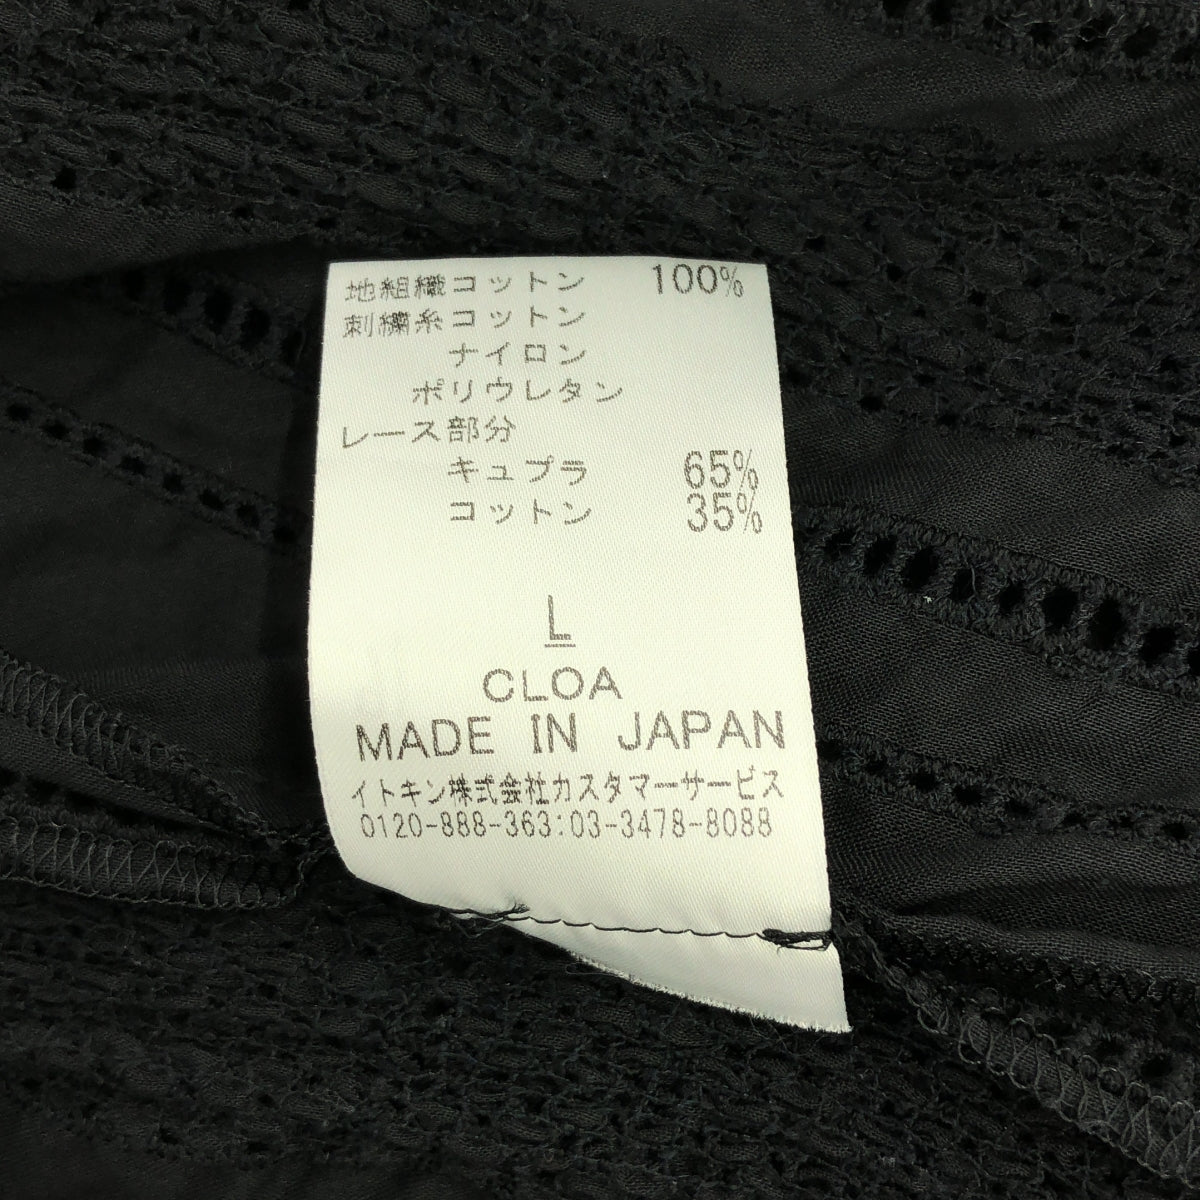 地組織コットン 100%
刺繍糸コットン
ナイロン
ポリウレタン
レース部分
キュプラ 65%
コットン 35%
L
CLOA
MADE IN JAPAN
イトキン株式会社カスタマーサービス
0120-888-363:03-3478-8088